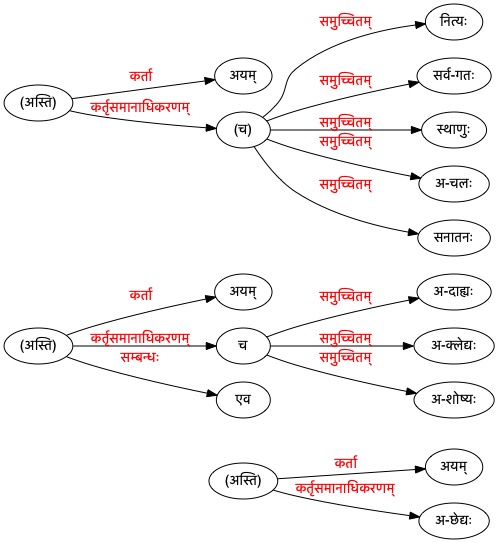 समुच्चितम् नित्यः
कर्ता अयम् समुच्चितम् सर्व-गतः
(अस्ति) कर्तृसमानाधिकरणम् (च) समुच्चितम् स्थाणुः
समुच्चितम् अ-चलः
समुच्चितम् सनातनः
कर्ता अयम् समुच्चितम् अ-दाह्यः
(अस्ति) कर्तृसमानाधिकरणम् च समुच्चितम् अ-क्लेद्यः
सम्बन्धः एव समुच्चितम् अ-शोष्यः
कर्ता अयम्
(अस्ति) कर्तृसमानाधिकरणम् अ-छेद्यः